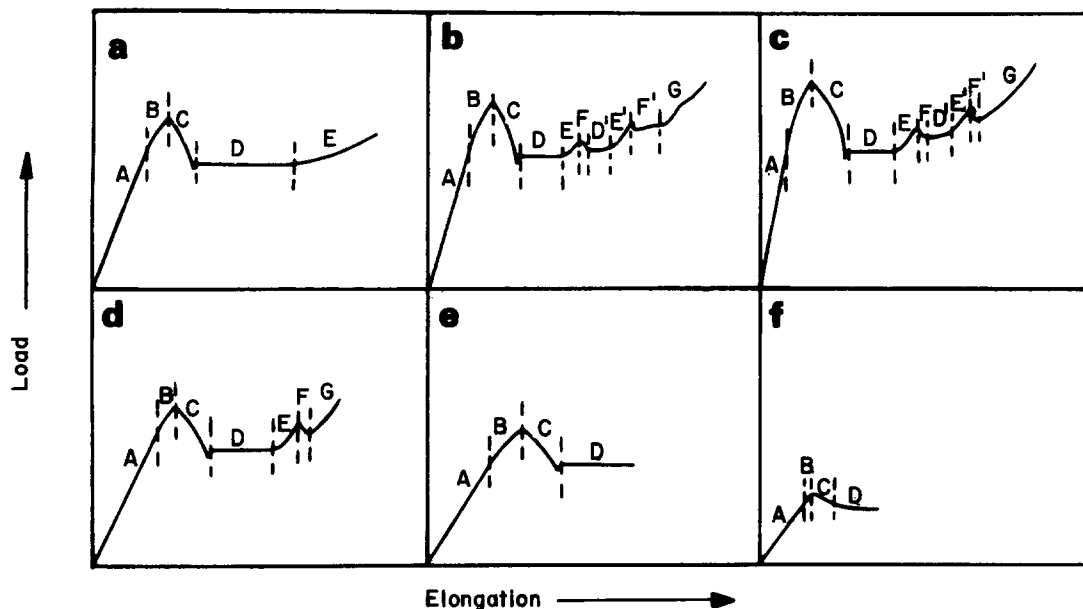 a
A B C D E
b
A B C D E F D' E' F' G
c
A B C D E F D' E' F' G
d
A B C D E F G
e
A B C D
f
A B C D
Load
Elongation